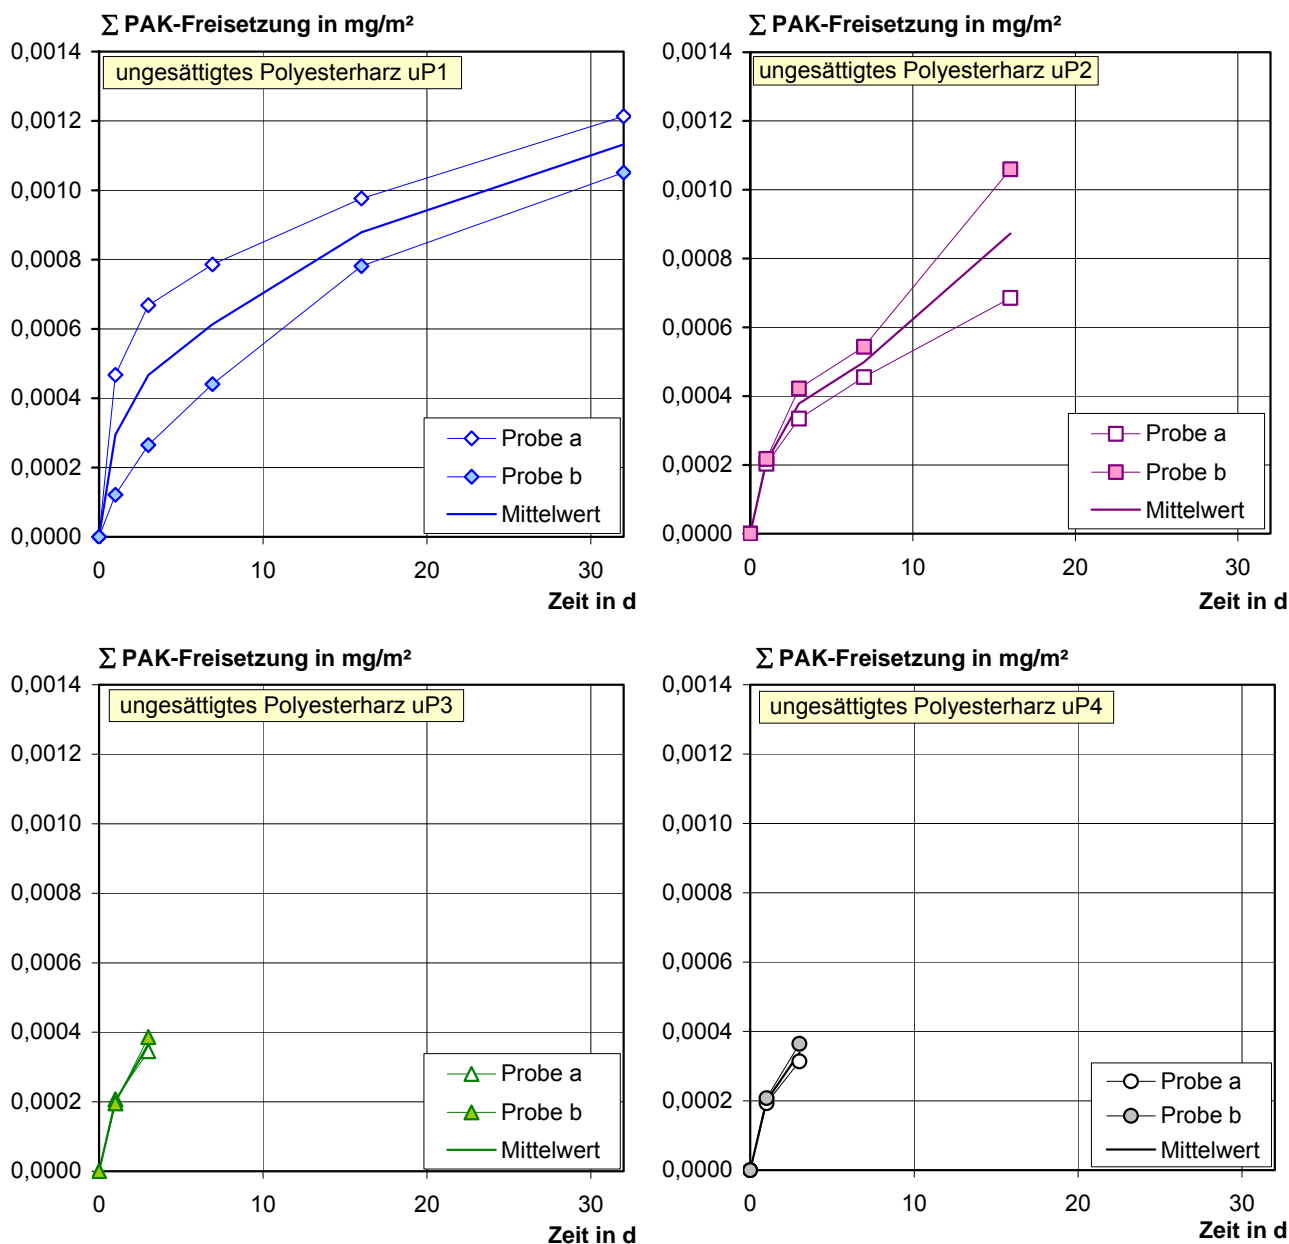 ∑ PAK-Freisetzung in mg/m²
0,0014
0,0012
0,0010
0,0008
0,0006
0,0004
0,0002
0,0000
ungesättigtes Polyesterharz uP1
Probe a
Probe b
Mittelwert
0 10 20 30
Zeit in d
∑ PAK-Freisetzung in mg/m²
0,0014
0,0012
0,0010
0,0008
0,0006
0,0004
0,0002
0,0000
ungesättigtes Polyesterharz uP2
Probe a
Probe b
Mittelwert
0 10 20 30
Zeit in d
∑ PAK-Freisetzung in mg/m²
0,0014
0,0012
0,0010
0,0008
0,0006
0,0004
0,0002
0,0000
ungesättigtes Polyesterharz uP3
Probe a
Probe b
Mittelwert
0 10 20 30
Zeit in d
∑ PAK-Freisetzung in mg/m²
0,0014
0,0012
0,0010
0,0008
0,0006
0,0004
0,0002
0,0000
ungesättigtes Polyesterharz uP4
Probe a
Probe b
Mittelwert
0 10 20 30
Zeit in d